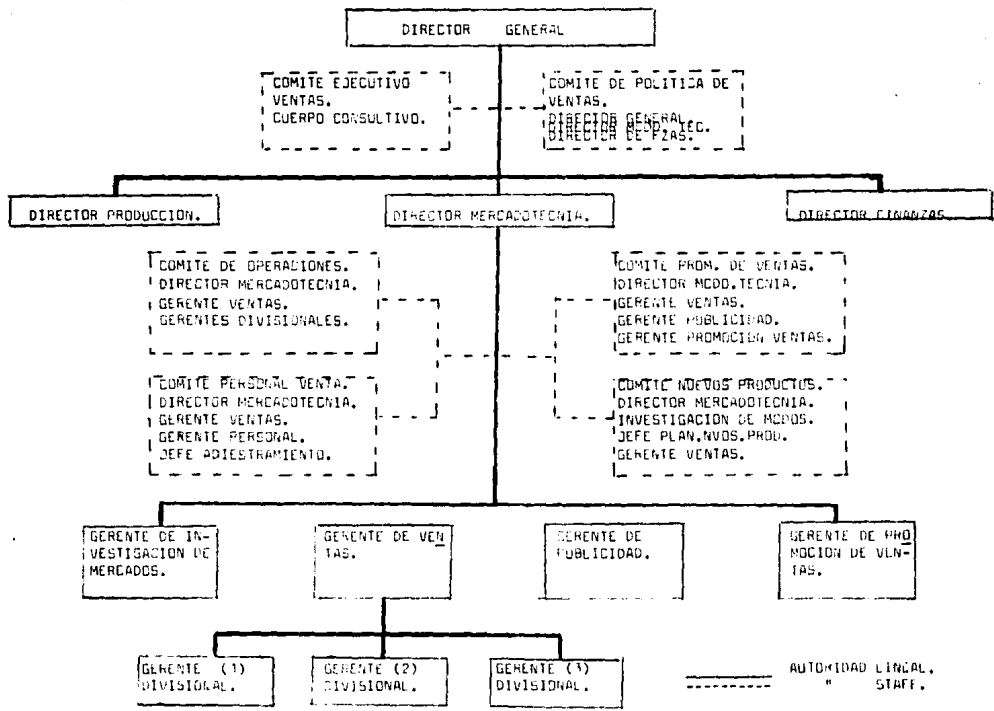 DIRECTOR GENERAL
COMITE EJECUTIVO
VENTAS.
CUERPO CONSULTIVO.
COMITE DE POLITICA DE
VENTAS.
DIRECTOR GENERAL
DIRECTOR MCDO. TEC.
DIRECTOR DE FZAS.
DIRECTOR PRODUCCION.
DIRECTOR MERCADOTECNIA.
DIRECTOR FINANZAS
COMITE DE OPERACIONES.
DIRECTOR MERCADOTECNIA.
GERENTE VENTAS.
GERENTES DIVISIONALES.
COMITE PROM. DE VENTAS.
DIRECTOR MCDO.TECNIA.
GERENTE VENTAS.
GERENTE PUBLICIDAD.
GERENTE PROMOCION VENTAS.
COMITE PERSONAL VENTA.
DIRECTOR MERCADOTECNIA.
GERENTE VENTAS.
GERENTE PERSONAL.
JEFE ADIESTRAMIENTO.
COMITE NUEVOS PRODUCTOS.
DIRECTOR MERCADOTECNIA.
INVESTIGACION DE MCDOS.
JEFE PLAN.NVOS.PROD.
GERENTE VENTAS.
GERENTE DE IN-
VESTIGACION DE
MERCADOS.
GERENTE DE VEN
TAS.
GERENTE DE
PUBLICIDAD.
GERENTE DE PRO
MOCION DE VEN-
TAS.
GERENTE (1)
DIVISIONAL.
GERENTE (2)
DIVISIONAL.
GERENTE (3)
DIVISIONAL.
AUTORIDAD LINEAL.
" STAFF.